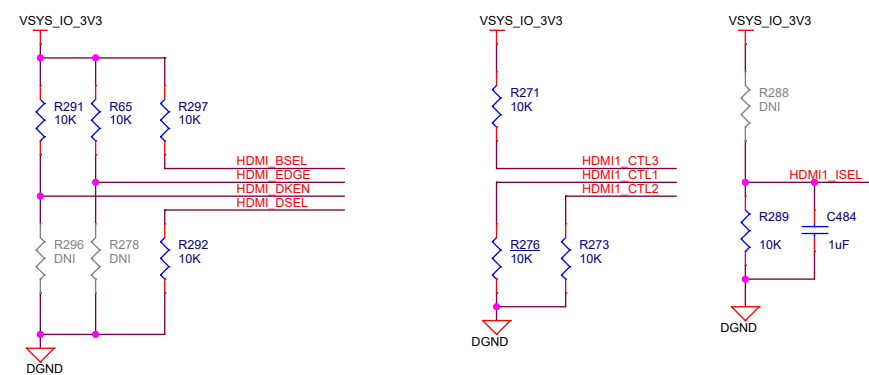 VSYS_IO_3V3
R291
10K
R65
10K
R297
10K
HDMI_BSEL
HDMI_EDGE
HDMI_DKEN
HDMI_DSEL
R296
DNI
R278
DNI
R292
10K
DGND
VSYS_IO_3V3
R271
10K
HDMI1_CTL3
HDMI1_CTL1
HDMI1_CTL2
R276
10K
R273
10K
DGND
VSYS_IO_3V3
R288
DNI
HDMI1_ISEL
R289
10K
C484
1uF
DGND